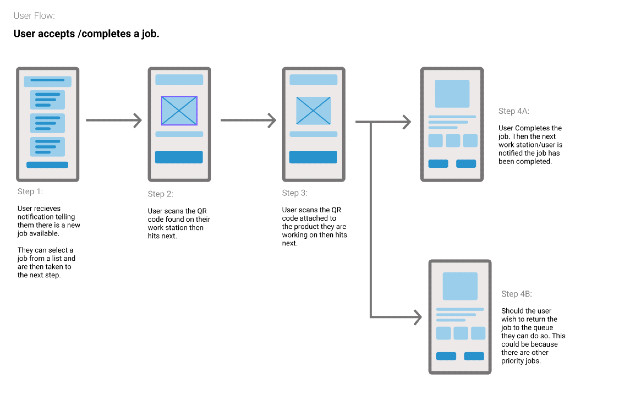 User Flow:
User accepts /completes a job.
Step 1:
User recieves
notification telling
them there is a new
job available.
They can select a
job from a list and
are then taken to
the next step.
Step 2:
User scans the QR
code found on their
work station then
hits next.
Step 3:
User scans the QR
code attached to
the product they are
working on then hits
next.
Step 4A:
User Completes the
job. Then the next
work station/user is
notified the job has
been completed.
Step 4B:
Should the user
wish to return the
job to the queue
they can do so. This
could be because
there are other
priority jobs.